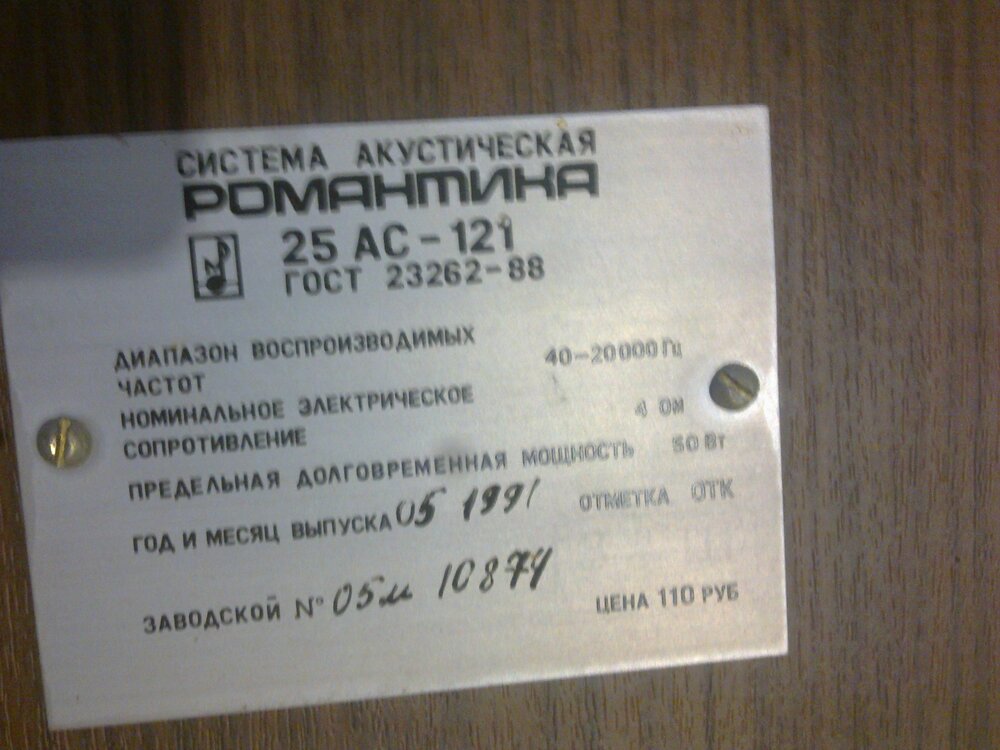 СИСТЕМА АКУСТИЧЕСКАЯ
РОМАНТИКА
25 АС-121
ГОСТ 23262-88
ДИАПАЗОН ВОСПРОИЗВОДИМЫХ
ЧАСТОТ 40-20000 Гц
НОМИНАЛЬНОЕ ЭЛЕКТРИЧЕСКОЕ
СОПРОТИВЛЕНИЕ 4 ОМ
ПРЕДЕЛЬНАЯ ДОЛГОВРЕМЕННАЯ МОЩНОСТЬ 50 Вт
ГОД И МЕСЯЦ ВЫПУСКА 05 1991 ОТМЕТКА ОТК
ЗАВОДСКОЙ № 05м 10874 ЦЕНА 110 РУБ